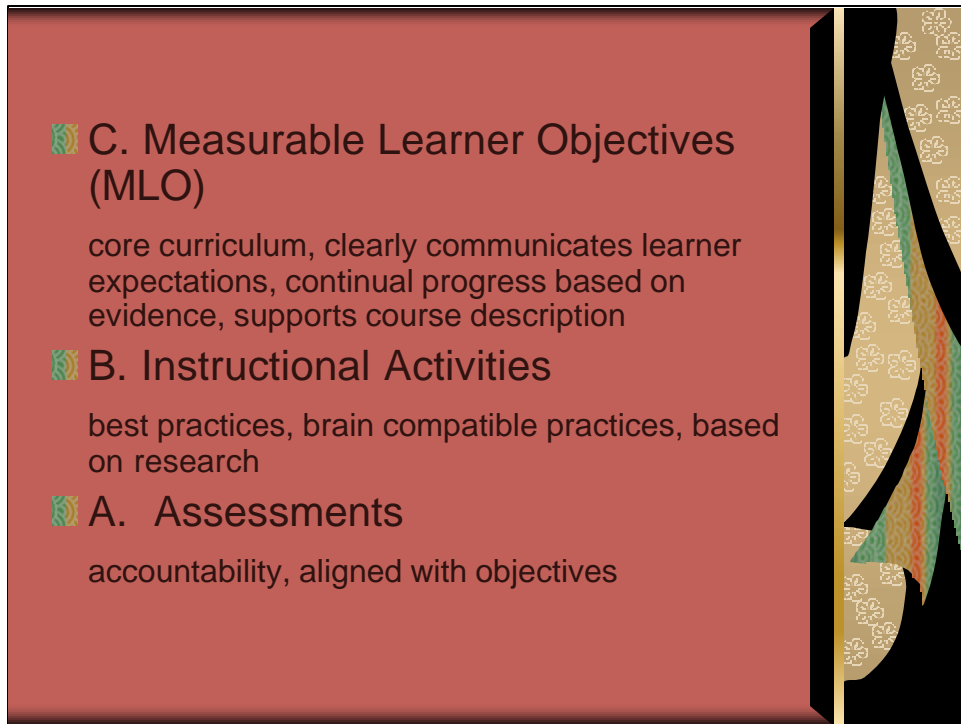 C. Measurable Learner Objectives
(MLO)
core curriculum, clearly communicates learner
expectations, continual progress based on
evidence, supports course description
B. Instructional Activities
best practices, brain compatible practices, based
on research
A. Assessments
accountability, aligned with objectives